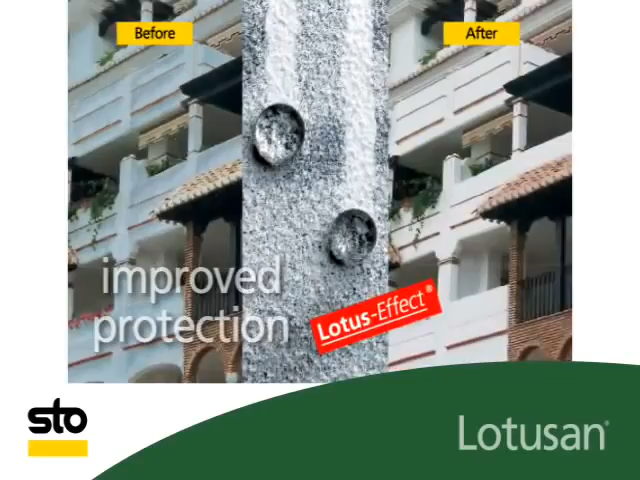 Before
After
improved
protection
Lotus-Effect®
sto
Lotusan®